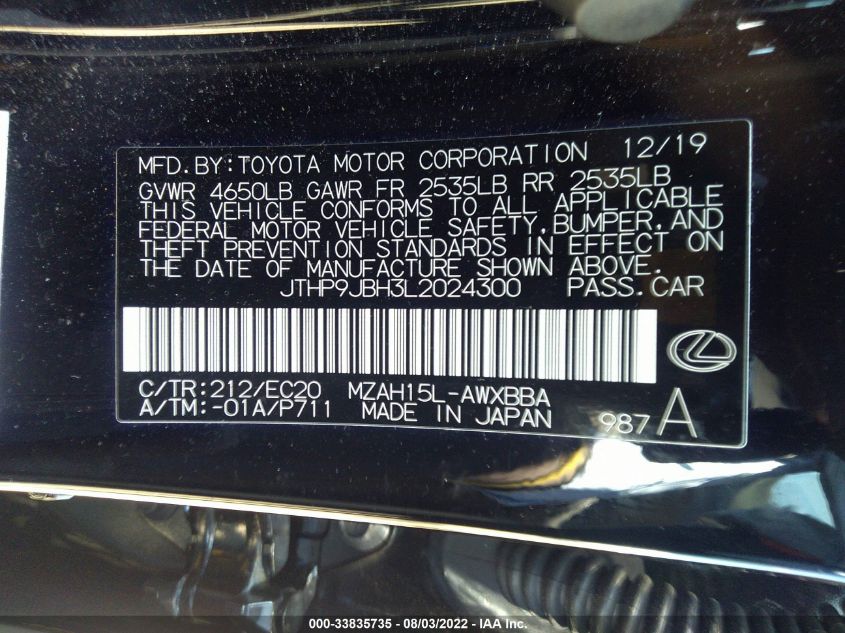 MFD.BY:TOYOTA MOTOR CORPORATION 12/19
GVWR 4650LB GAWR FR 2535LB RR 2535LB
THIS VEHICLE CONFORMS TO ALL APPLICABLE
FEDERAL MOTOR VEHICLE SAFETY,BUMPER,AND
THEFT PREVENTION STANDARDS IN EFFECT ON
THE DATE OF MANUFACTURE SHOWN ABOVE.
JTHP9JBH3L2024300 PASS.CAR
C/TR:212/EC20 MZAH15L-AWXBBA
A/TM:-01A/P711 MADE IN JAPAN 987 A
000-33835735 - 08/03/2022 - IAA Inc.